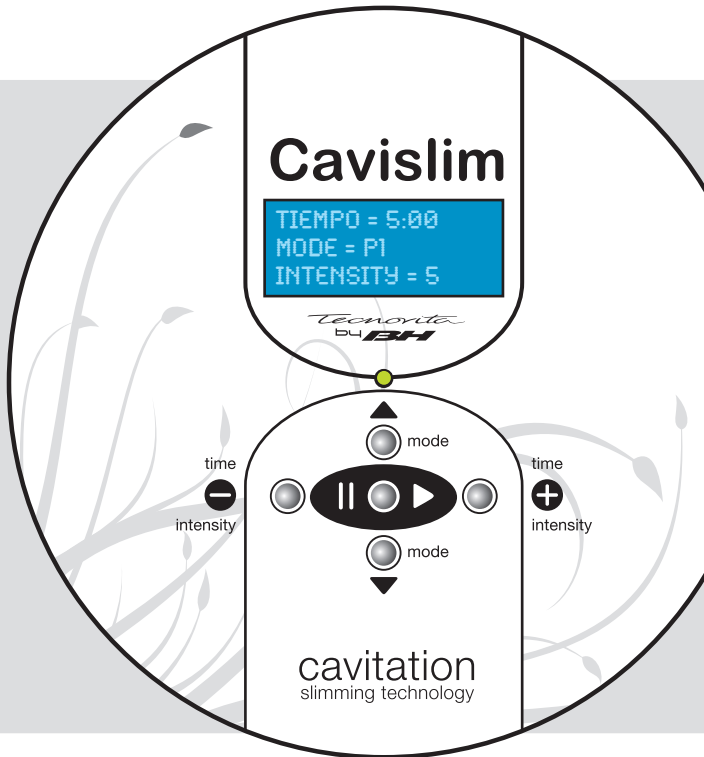 Cavislim
TIEMPO = 5:00
MODE = P1
INTENSITY = 5
Tecnovita
by BH
mode
time
time
intensity
intensity
mode
cavitation
slimming technology